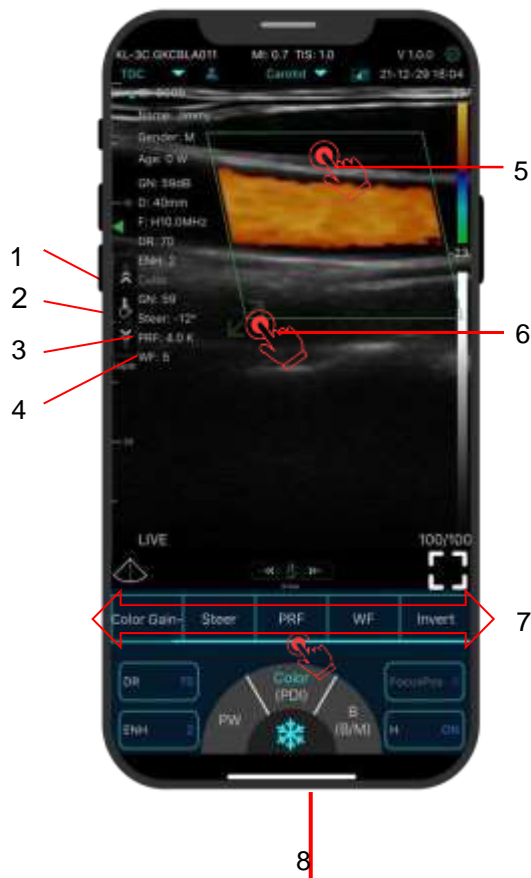 KL-3C GKCBLA011 MI: 0.7 TIS: 1.0 V 1.0.0
TDC Carotid 21-12-29 16:04
Gender: M
Age: 0 W
GN: 59dB
D: 40mm
F: H10.0MHz
DR: 70
ENH: 2
Color
GN: 59
Steer: -12°
PRF: 4.0 K
WF: 5
1
2
3
4
5
6
LIVE 100/100
Color Gain- Steer PRF WF Invert
7
DR 70
Color
(PDI)
FocusPos
PW
B
(B/M)
ENH 2
H ON
8